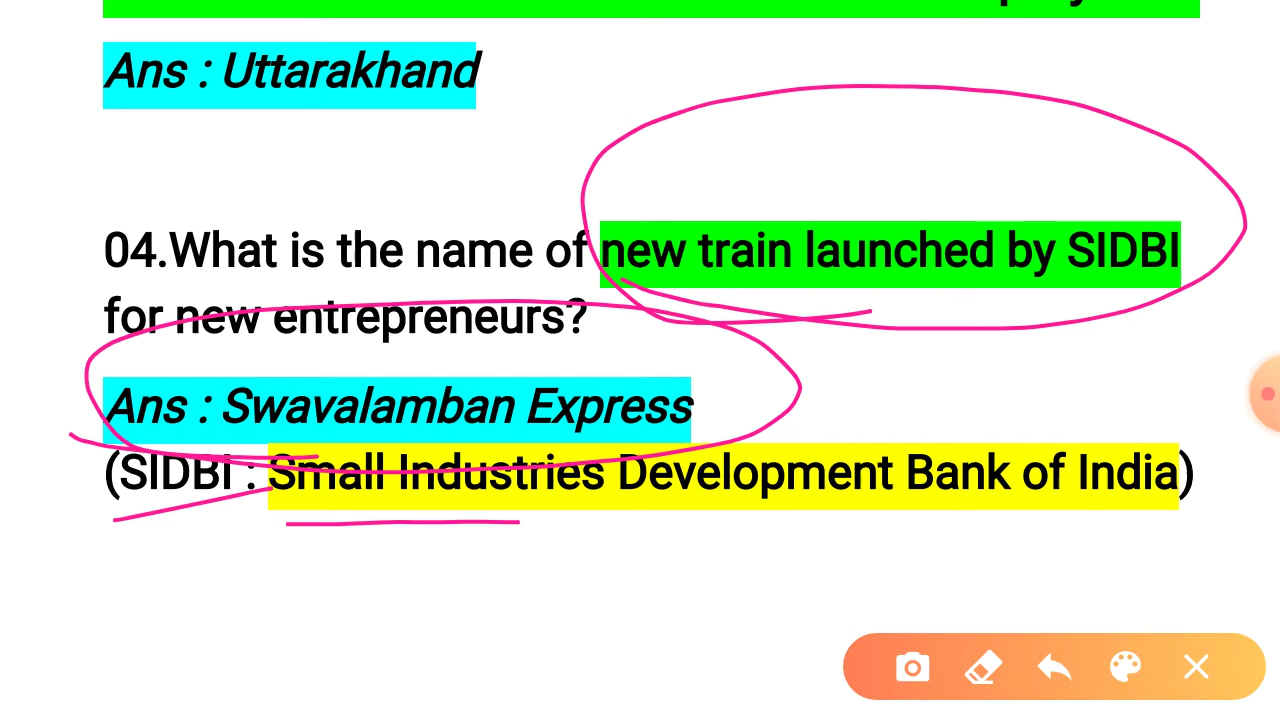 Ans : Uttarakhand
04.What is the name of new train launched by SIDBI
for new entrepreneurs?
Ans : Swavalamban Express
(SIDBI : Small Industries Development Bank of India)